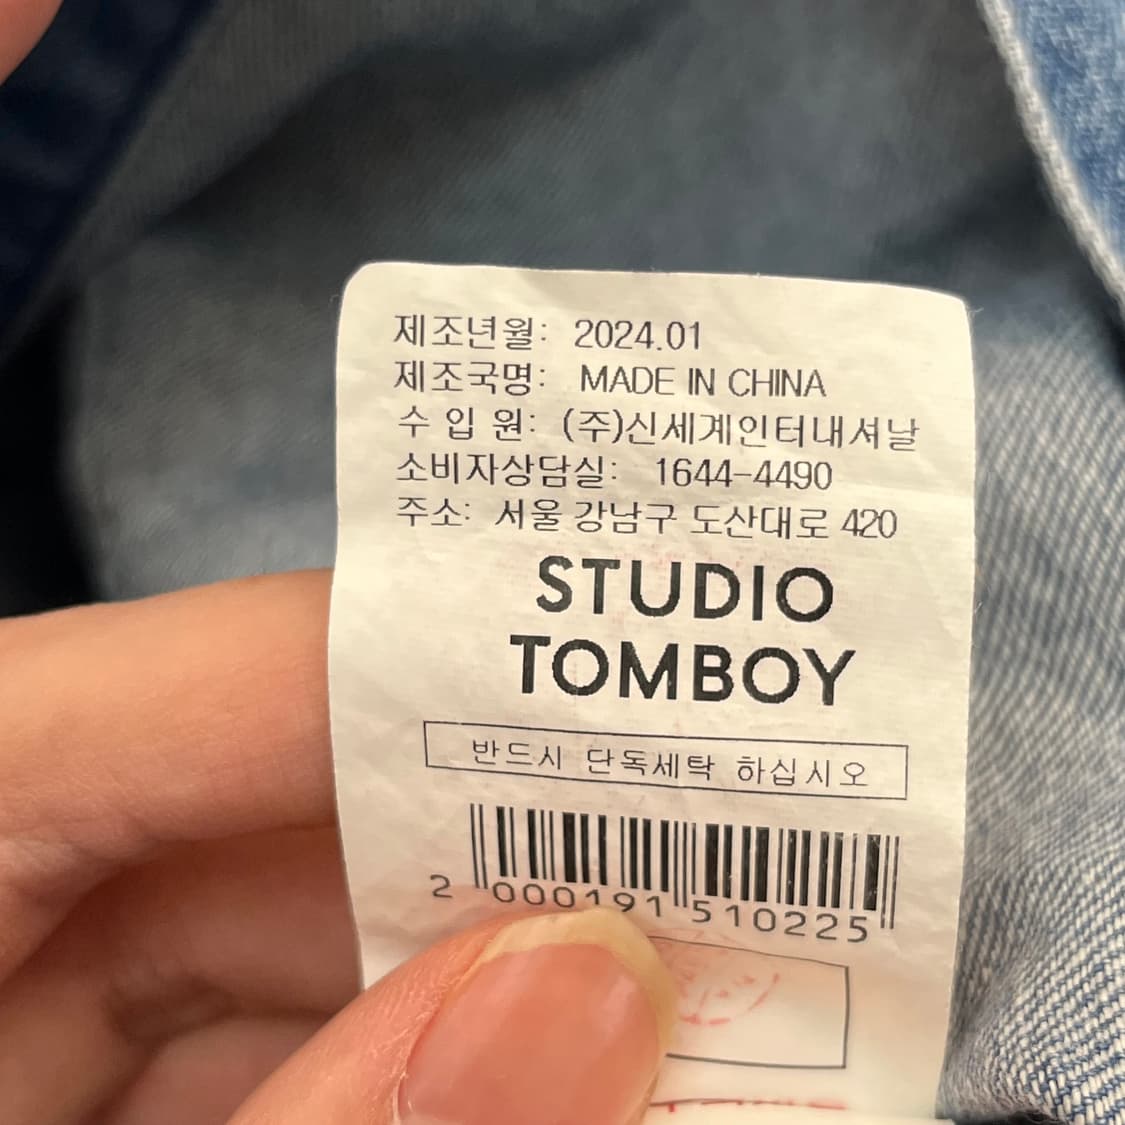 제조년월: 2024.01
제조국명: MADE IN CHINA
수 입 원: (주)신세계인터내셔날
소비자상담실: 1644-4490
주소: 서울 강남구 도산대로 420
STUDIO
TOMBOY
반드시 단독세탁 하십시오
2 000191 510225